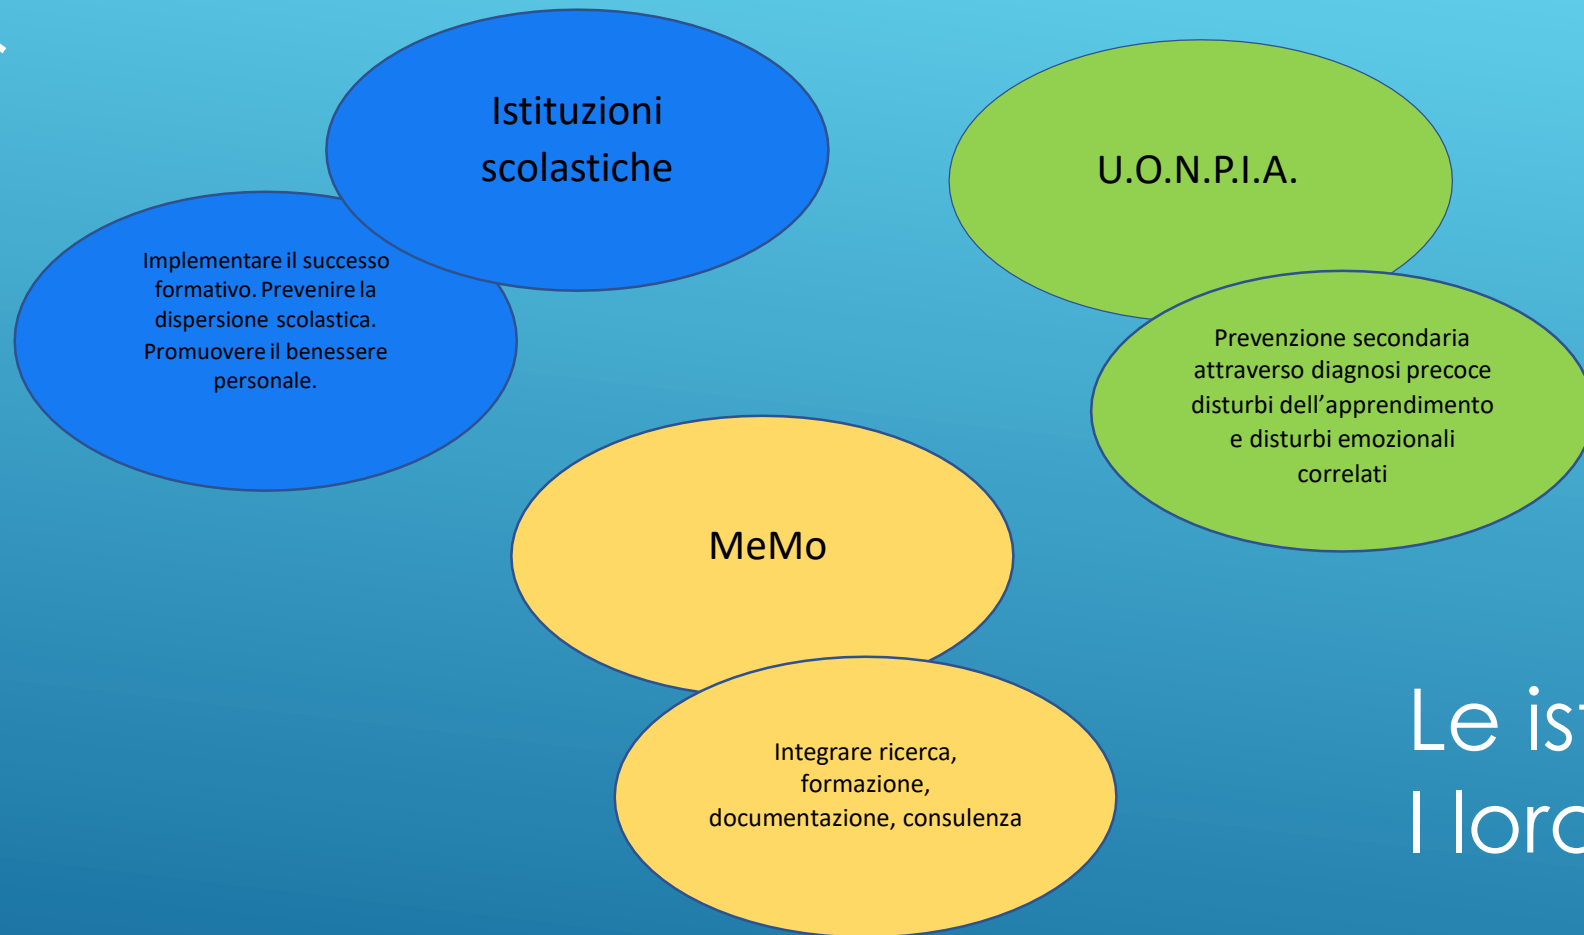 Istituzioni
scolastiche
Implementare il successo
formativo. Prevenire la
dispersione scolastica.
Promuovere il benessere
personale.
U.O.N.P.I.A.
Prevenzione secondaria
attraverso diagnosi precoce
disturbi dell’apprendimento
e disturbi emozionali
correlati
MeMo
Integrare ricerca,
formazione,
documentazione, consulenza
Le
I